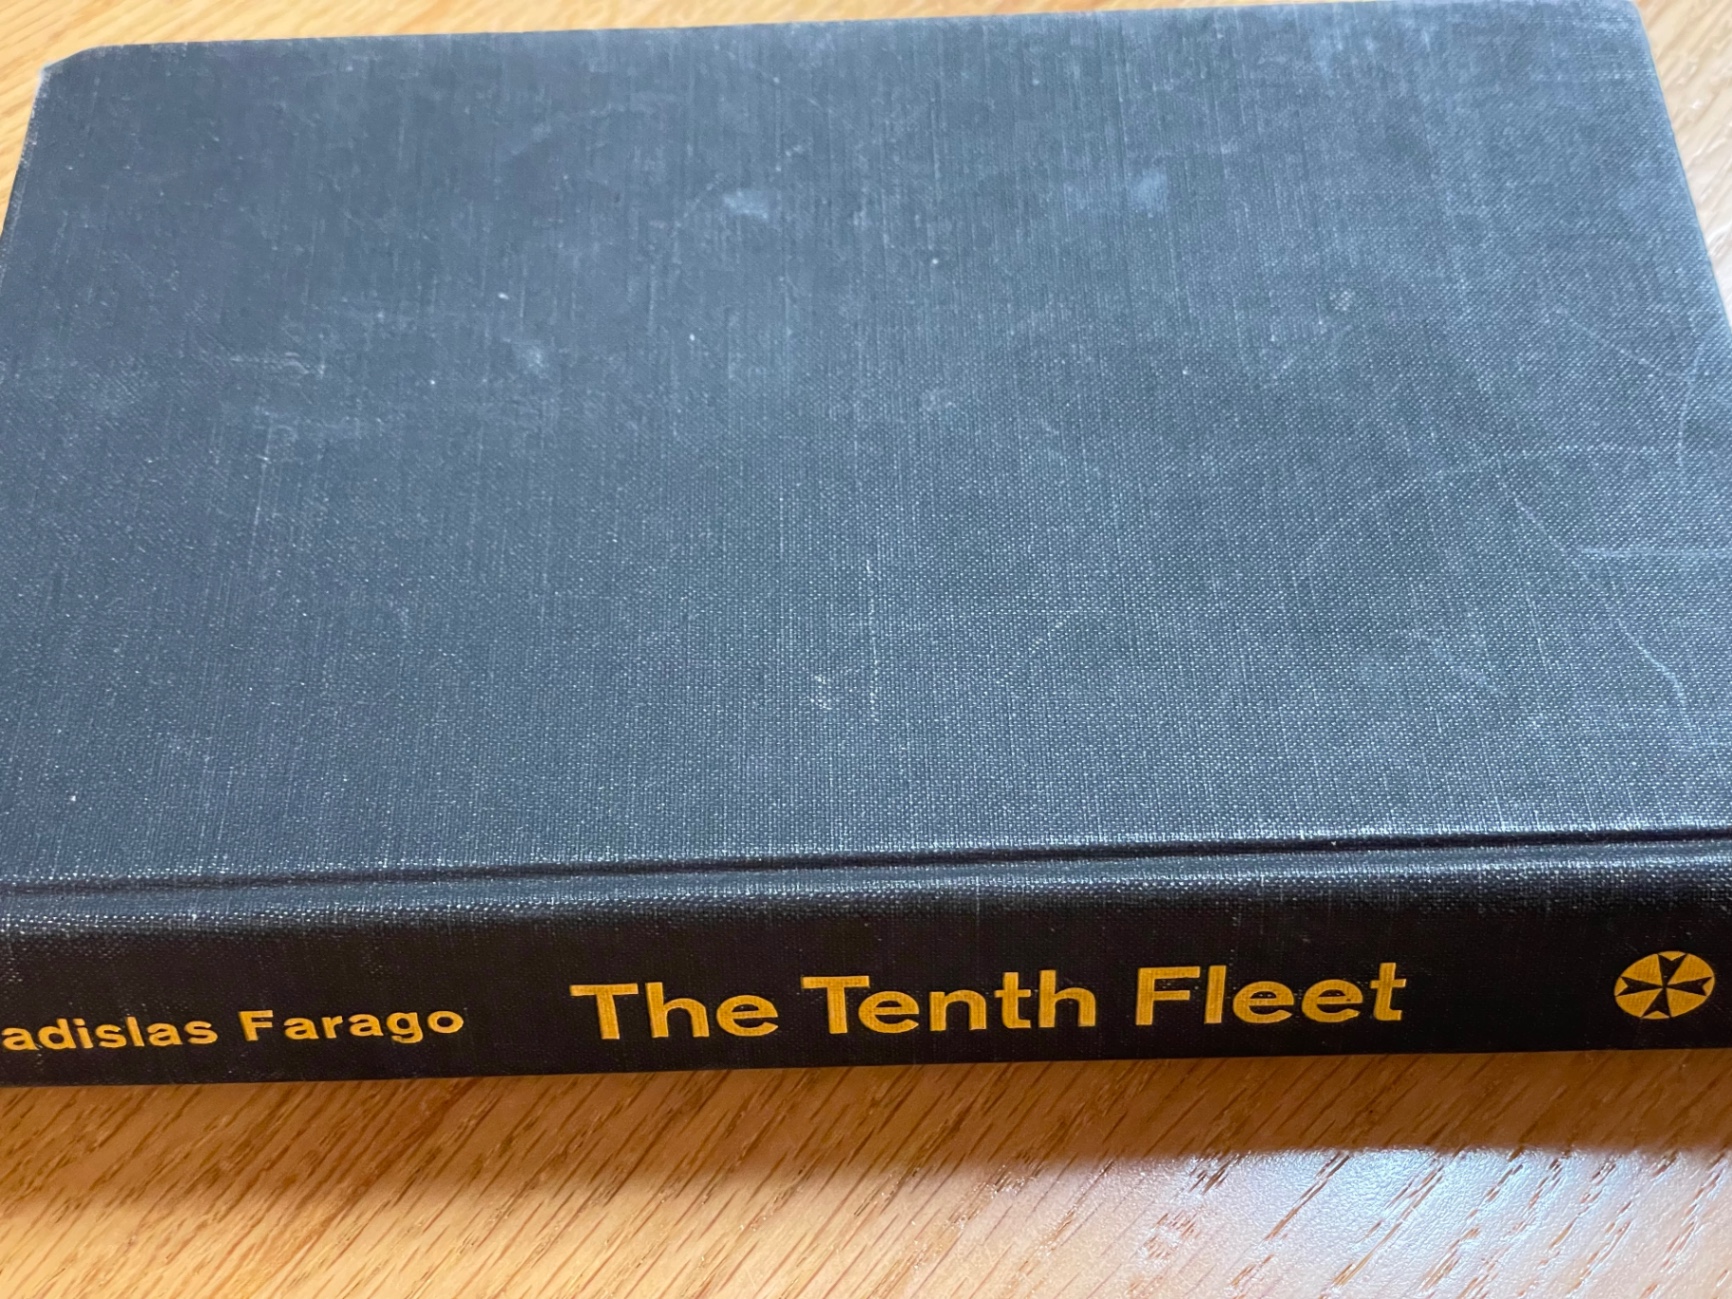 adislas Farago The Tenth Fleet